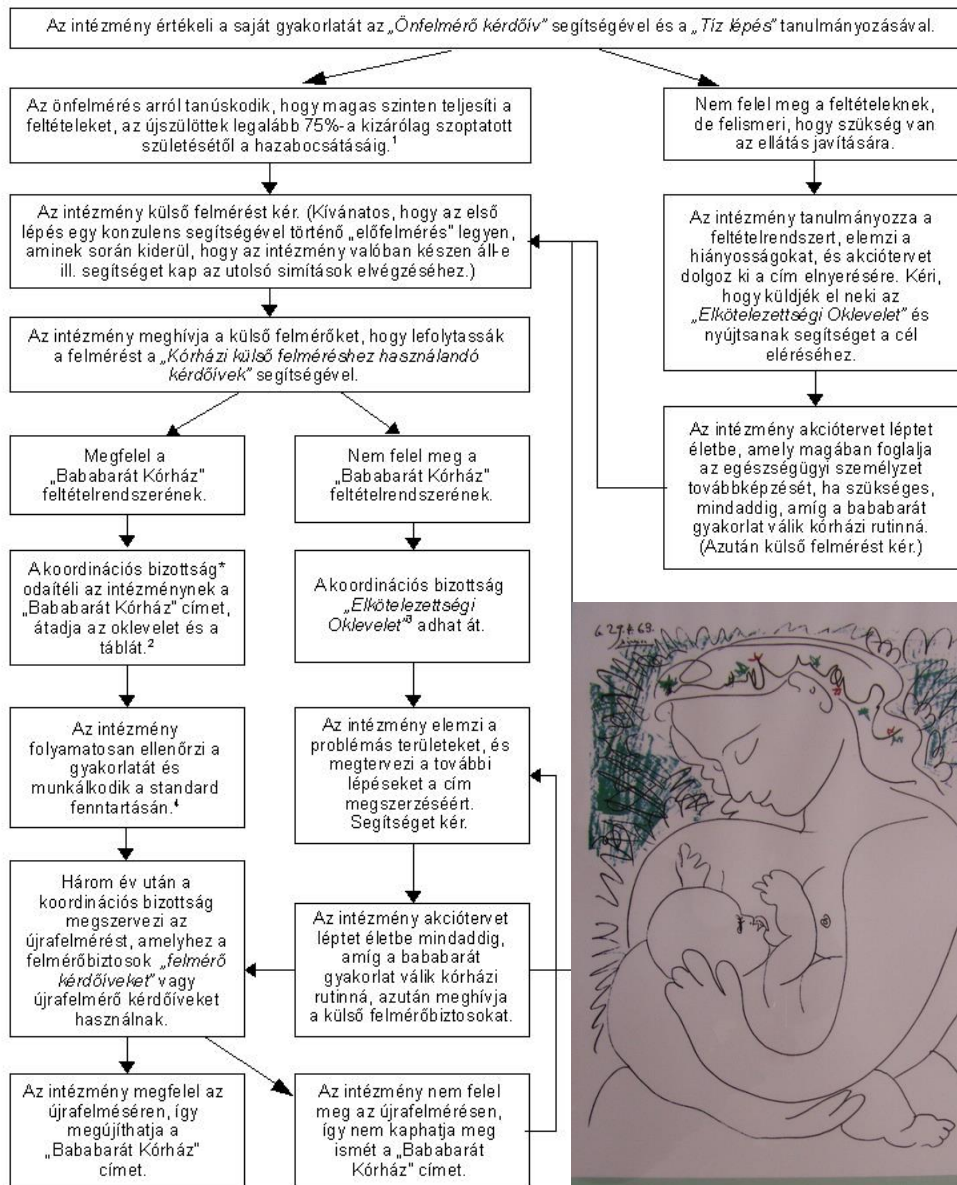 Az intézmény értékeli a saját gyakorlatát az „Önfelmérő kérdőív” segítségével és a „Tíz lépés” tanulmányozásával.
Az önfelmérés arról tanúskodik, hogy magas szinten teljesíti a
feltételeket, az újszülöttek legalább 75%-a kizárólag szoptatott
születésétől a hazabocsátásáig.¹
Nem felel meg a feltételeknek,
de felismeri, hogy szükség van
az ellátás javítására.
Az intézmény külső felmérést kér. (Kívánatos, hogy az első
lépés egy konzulens segítségével történő „előfelmérés” legyen,
aminek során kiderül, hogy az intézmény valóban készen áll-e
ill. segítséget kap az utolsó simítások elvégzéséhez.)
Az intézmény tanulmányozza a
feltételrendszert, elemzi a
hiányosságokat, és akciótervet
dolgoz ki a cím elnyerésére. Kéri,
hogy küldjék el neki az
„Elkötelezettségi Oklevelet” és
nyújtsanak segítséget a cél
eléréséhez.
Az intézmény meghívja a külső felmérőket, hogy lefolytassák
a felmérést a „Kórházi külső felméréshez használandó
kérdőívek” segítségével.
Az intézmény akciótervet léptet
életbe, amely magában foglalja
az egészségügyi személyzet
továbbképzését, ha szükséges,
mindaddig, amíg a bababarát
gyakorlat válik kórházi rutinná.
(Azután külső felmérést kér.)
Megfelel a
„Bababarát Kórház”
feltételrendszerének.
Nem felel meg a
„Bababarát Kórház”
feltételrendszerének.
A koordinációs bizottság*
odaítéli az intézménynek a
„Bababarát Kórház” címet,
átadja az oklevelet és a
táblát.²
A koordinációs bizottság
„Elkötelezettségi
Oklevelet”³ adhat át.
Az intézmény
folyamatosan ellenőrzi a
gyakorlatát és
munkálkodik a standard
fenntartásán.⁴
Az intézmény elemzi a
problémás területeket, és
megtervezi a további
lépéseket a cím
megszerzéséért.
Segítséget kér.
Három év után a
koordinációs bizottság
megszervezi az
újrafelmérést, amelyhez a
felmérőbiztosok „felmérő
kérdőíveket” vagy
újrafelmérő kérdőíveket
használnak.
Az intézmény akciótervet
léptet életbe mindaddig,
amíg a bababarát
gyakorlat válik kórházi
rutinná, azután meghívja
a külső felmérőbiztosokat.
Az intézmény megfelel az
újrafelméséren, így
megújíthatja a
„Bababarát Kórház”
címet.
Az intézmény nem felel
meg az újrafelmérésen,
így nem kaphatja meg
ismét a „Bababarát
Kórház” címet.